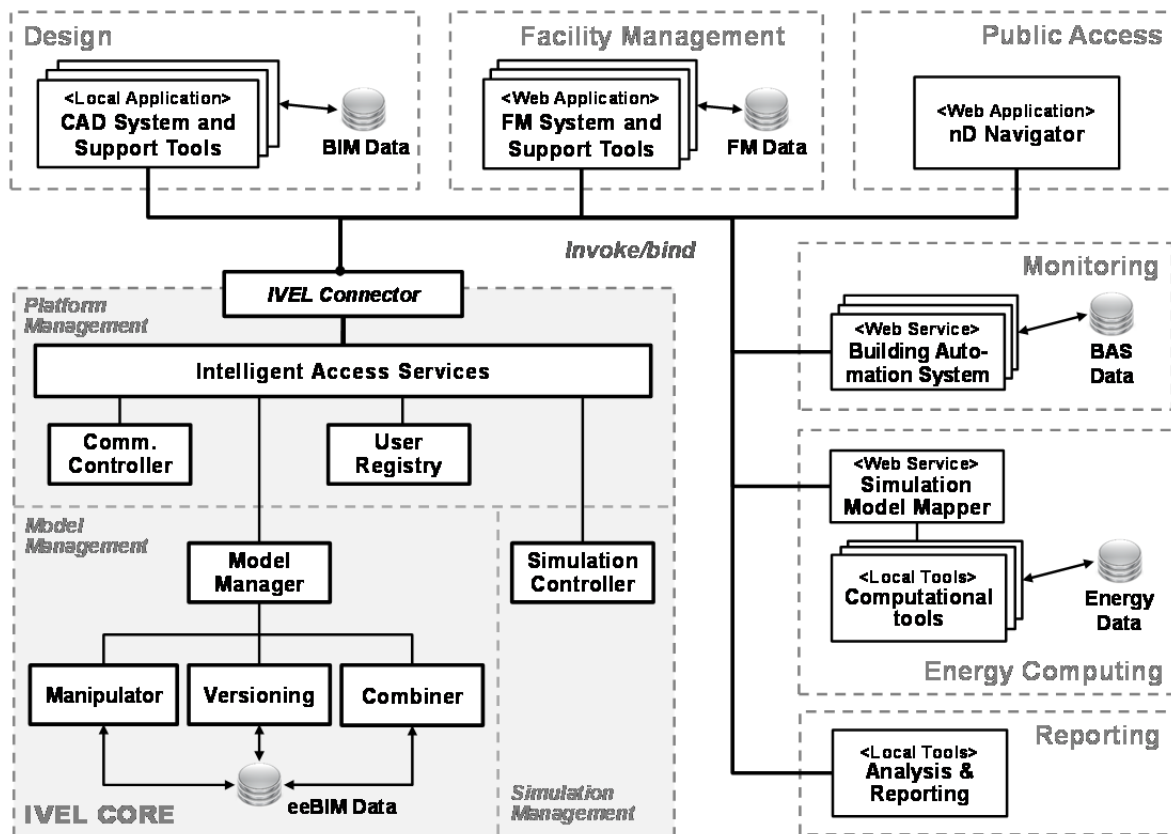 Design
<Local Application>
CAD System and
Support Tools
BIM Data
Facility Management
<Web Application>
FM System and
Support Tools
FM Data
Public Access
<Web Application>
nD Navigator
Invoke/bind
IVEL Connector
Platform
Management
Intelligent Access Services
Comm.
Controller
User
Registry
Model
Management
Model
Manager
Simulation
Controller
Manipulator
Versioning
Combiner
eeBIM Data
IVEL CORE
Simulation
Management
Monitoring
<Web Service>
Building Auto-
mation System
BAS
Data
<Web Service>
Simulation
Model Mapper
<Local Tools>
Computational
tools
Energy
Data
Energy Computing
Reporting
<Local Tools>
Analysis &
Reporting